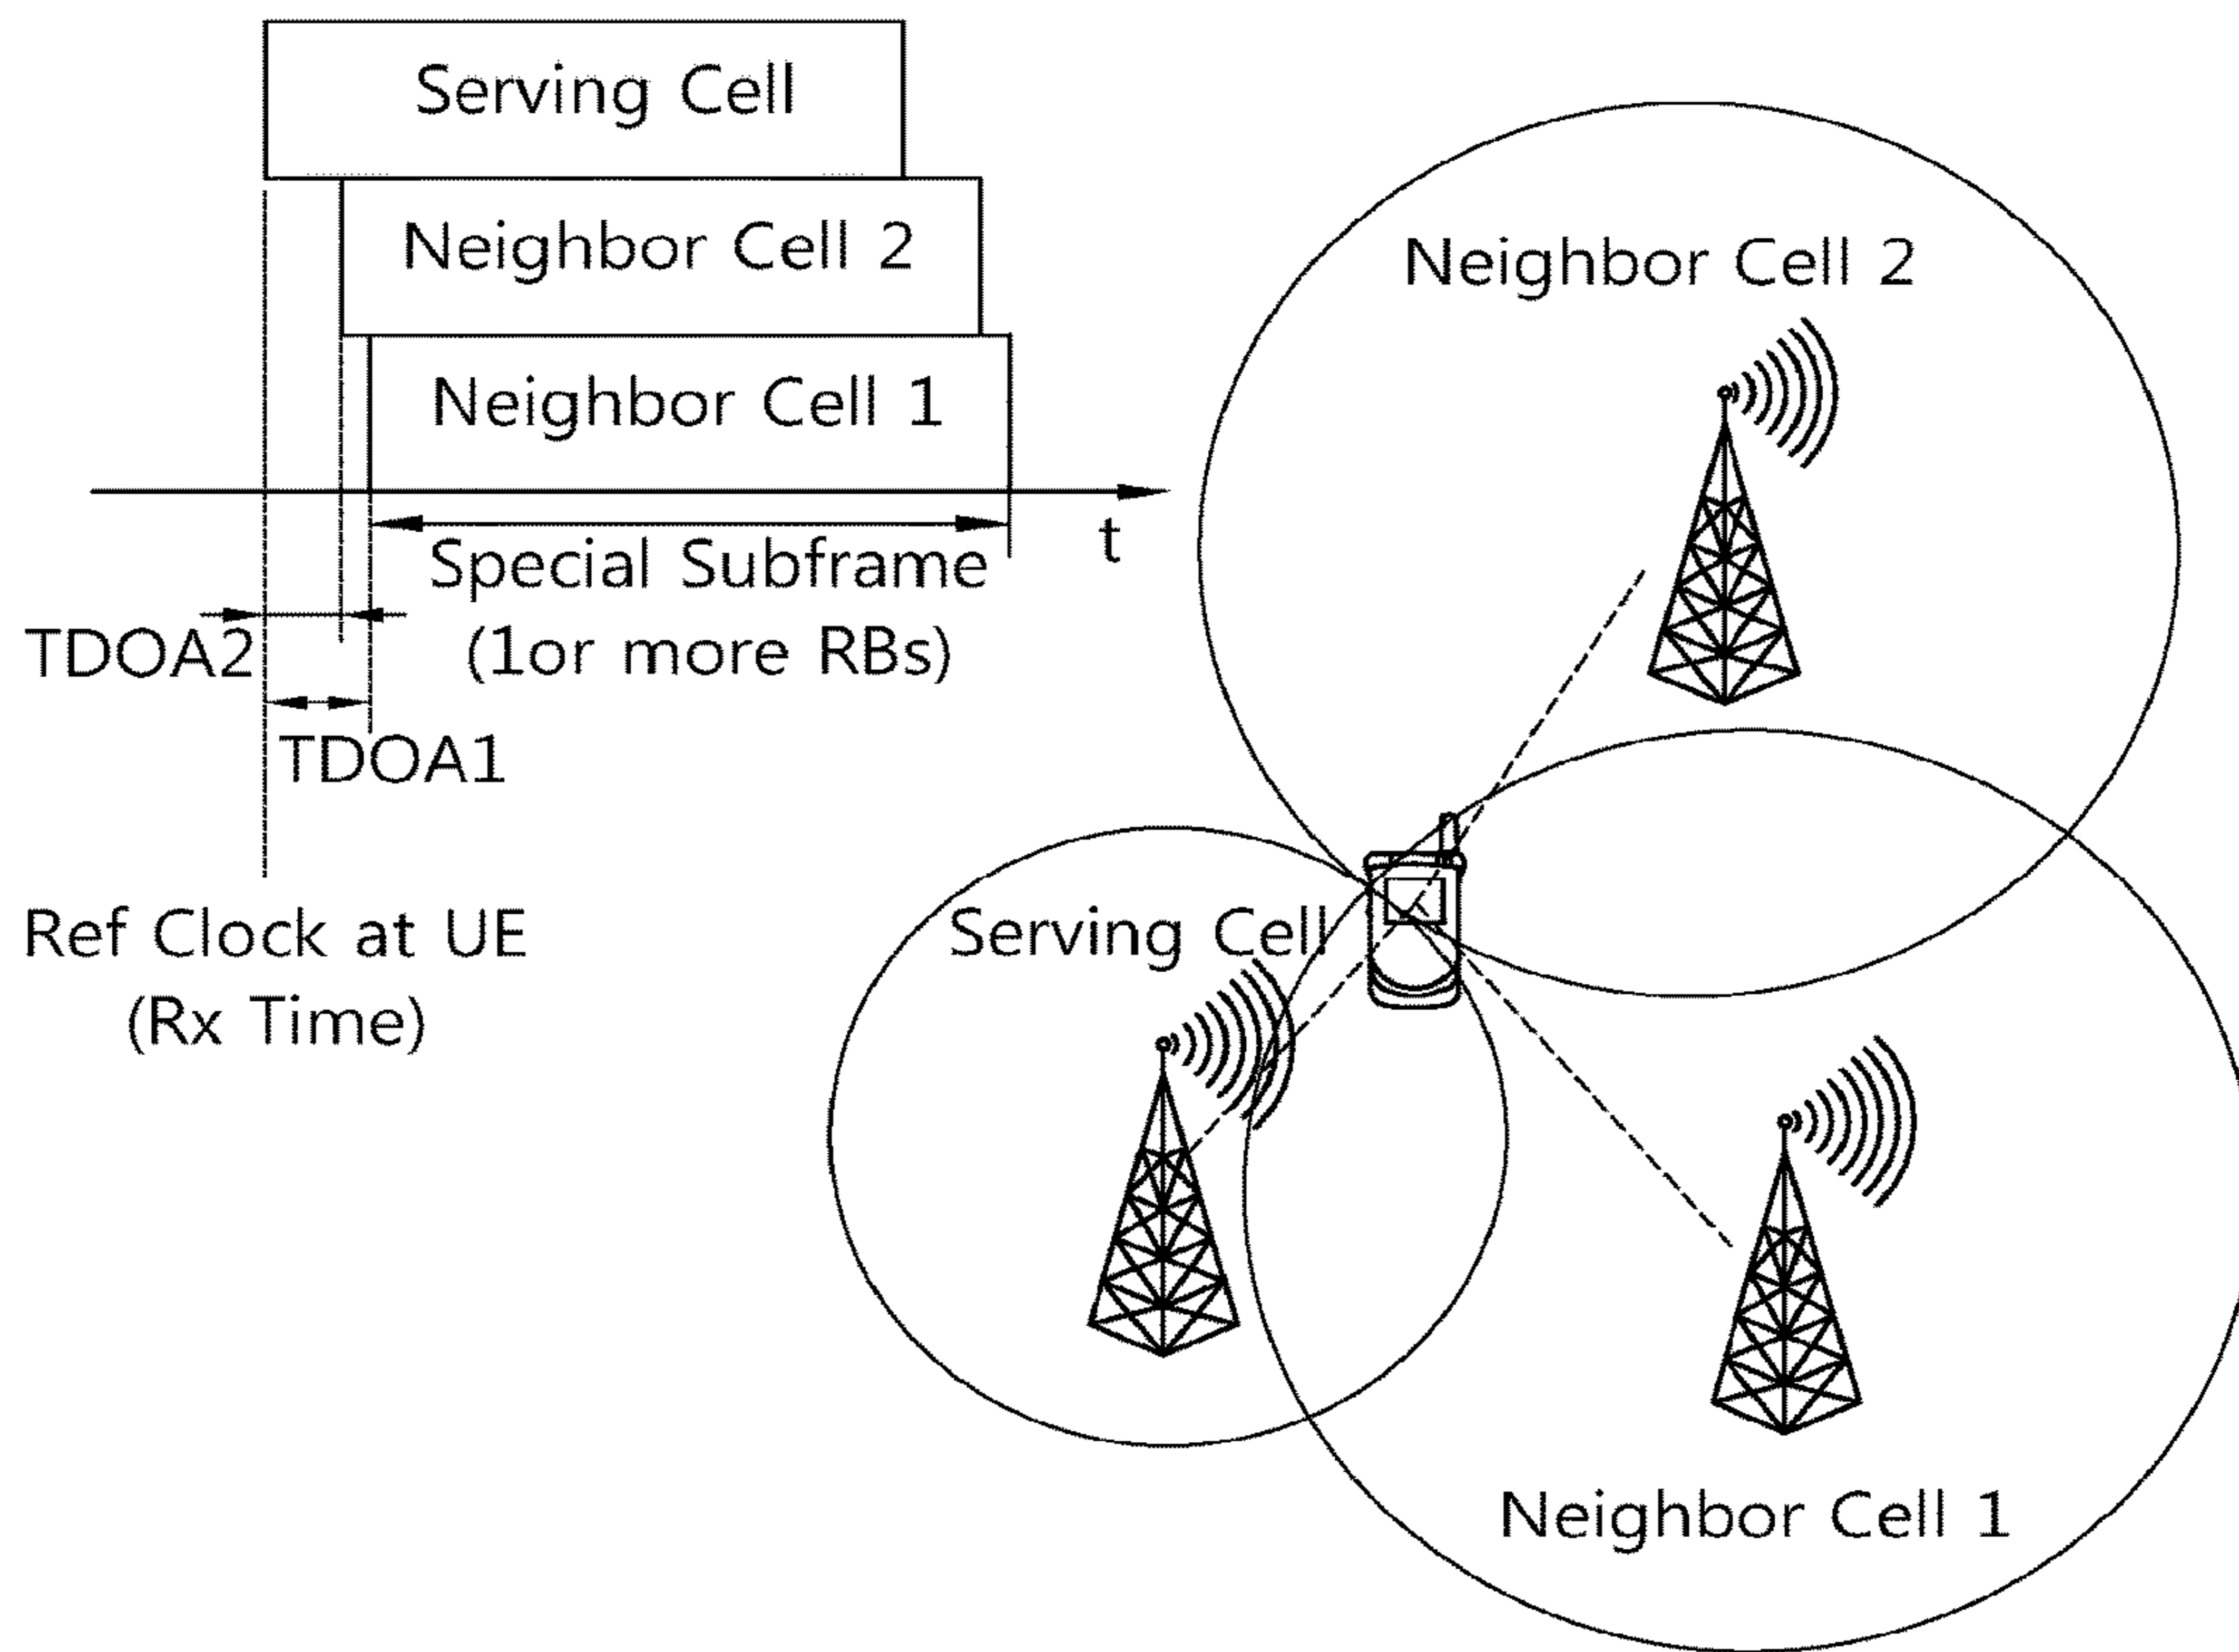 Serving Cell
Neighbor Cell 2
Neighbor Cell 1
t
Special Subframe
(1or more RBs)
TDOA2
TDOA1
Ref Clock at UE
(Rx Time)
Neighbor Cell 2
Serving Cell
Neighbor Cell 1